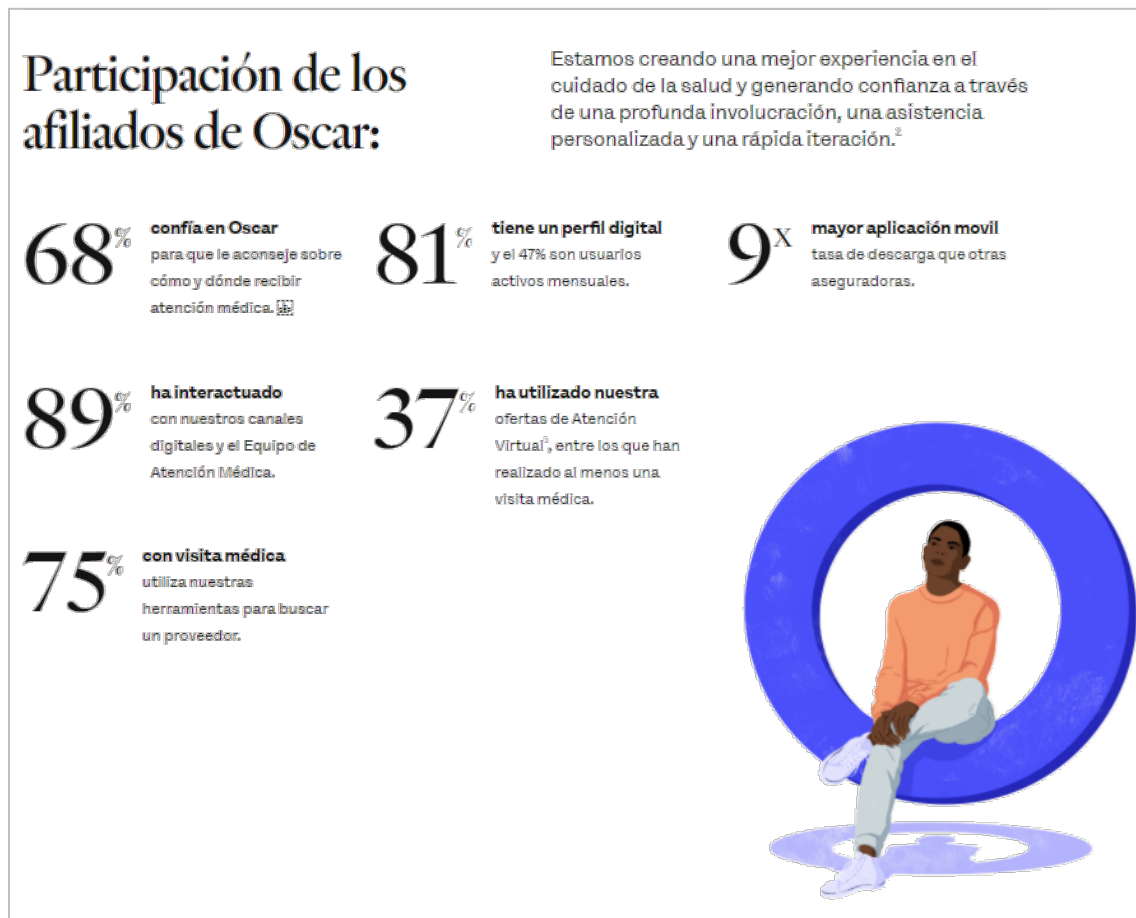 Participación de los
afiliados de Oscar:
Estamos creando una mejor experiencia en el
cuidado de la salud y generando confianza a través
de una profunda involucración, una asistencia
personalizada y una rápida iteración.²
68%
confía en Oscar
para que le aconseje sobre
cómo y dónde recibir
atención médica.
81%
tiene un perfil digital
y el 47% son usuarios
activos mensuales.
9X
mayor aplicación movil
tasa de descarga que otras
aseguradoras.
89%
ha interactuado
con nuestros canales
digitales y el Equipo de
Atención Médica.
37%
ha utilizado nuestra
ofertas de Atención
Virtual, entre los que han
realizado al menos una
visita médica.
75%
con visita médica
utiliza nuestras
herramientas para buscar
un proveedor.